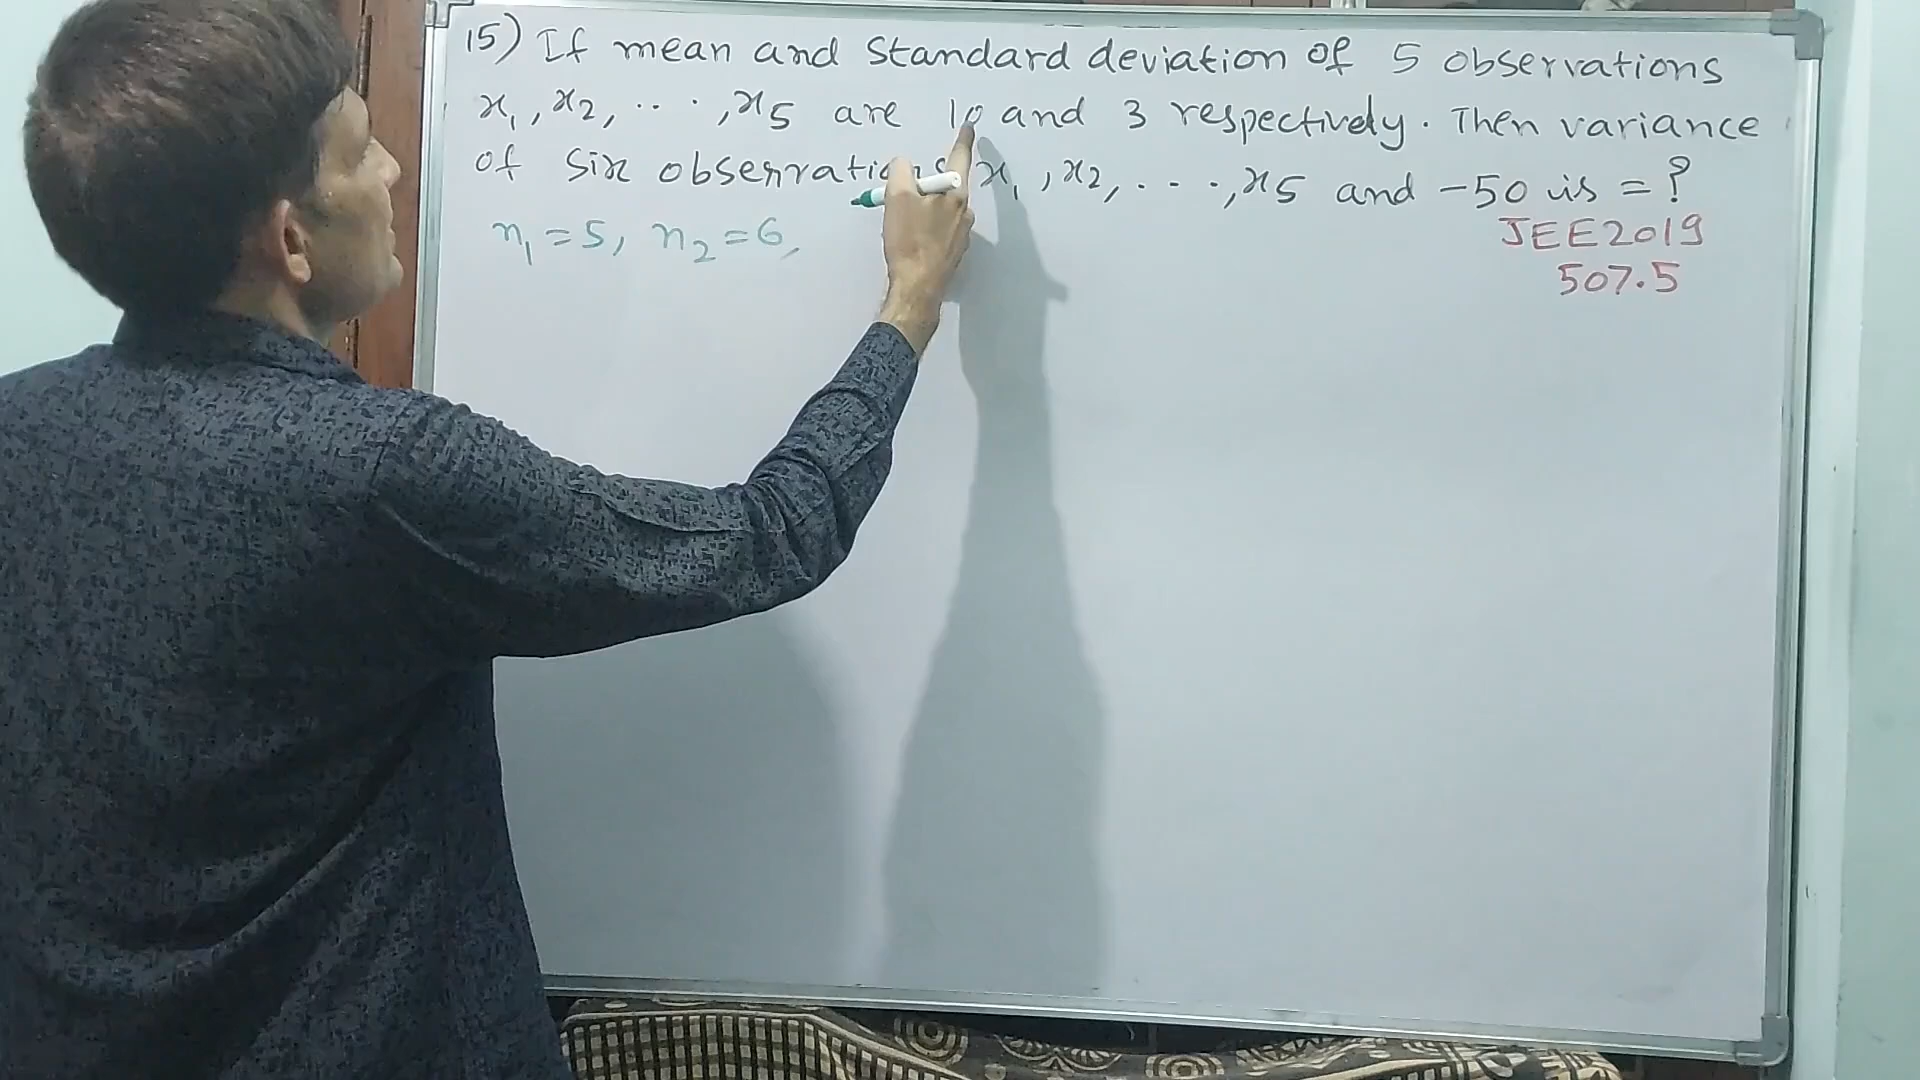 15) If mean and standard deviation of 5 observations
x₁, x₂, ..., x5 are 10 and 3 respectively. Then variance
of six observations x₁, x₂, ..., x5 and -50 is = ?
n₁ = 5, n₂ = 6,
JEE2019
507.5